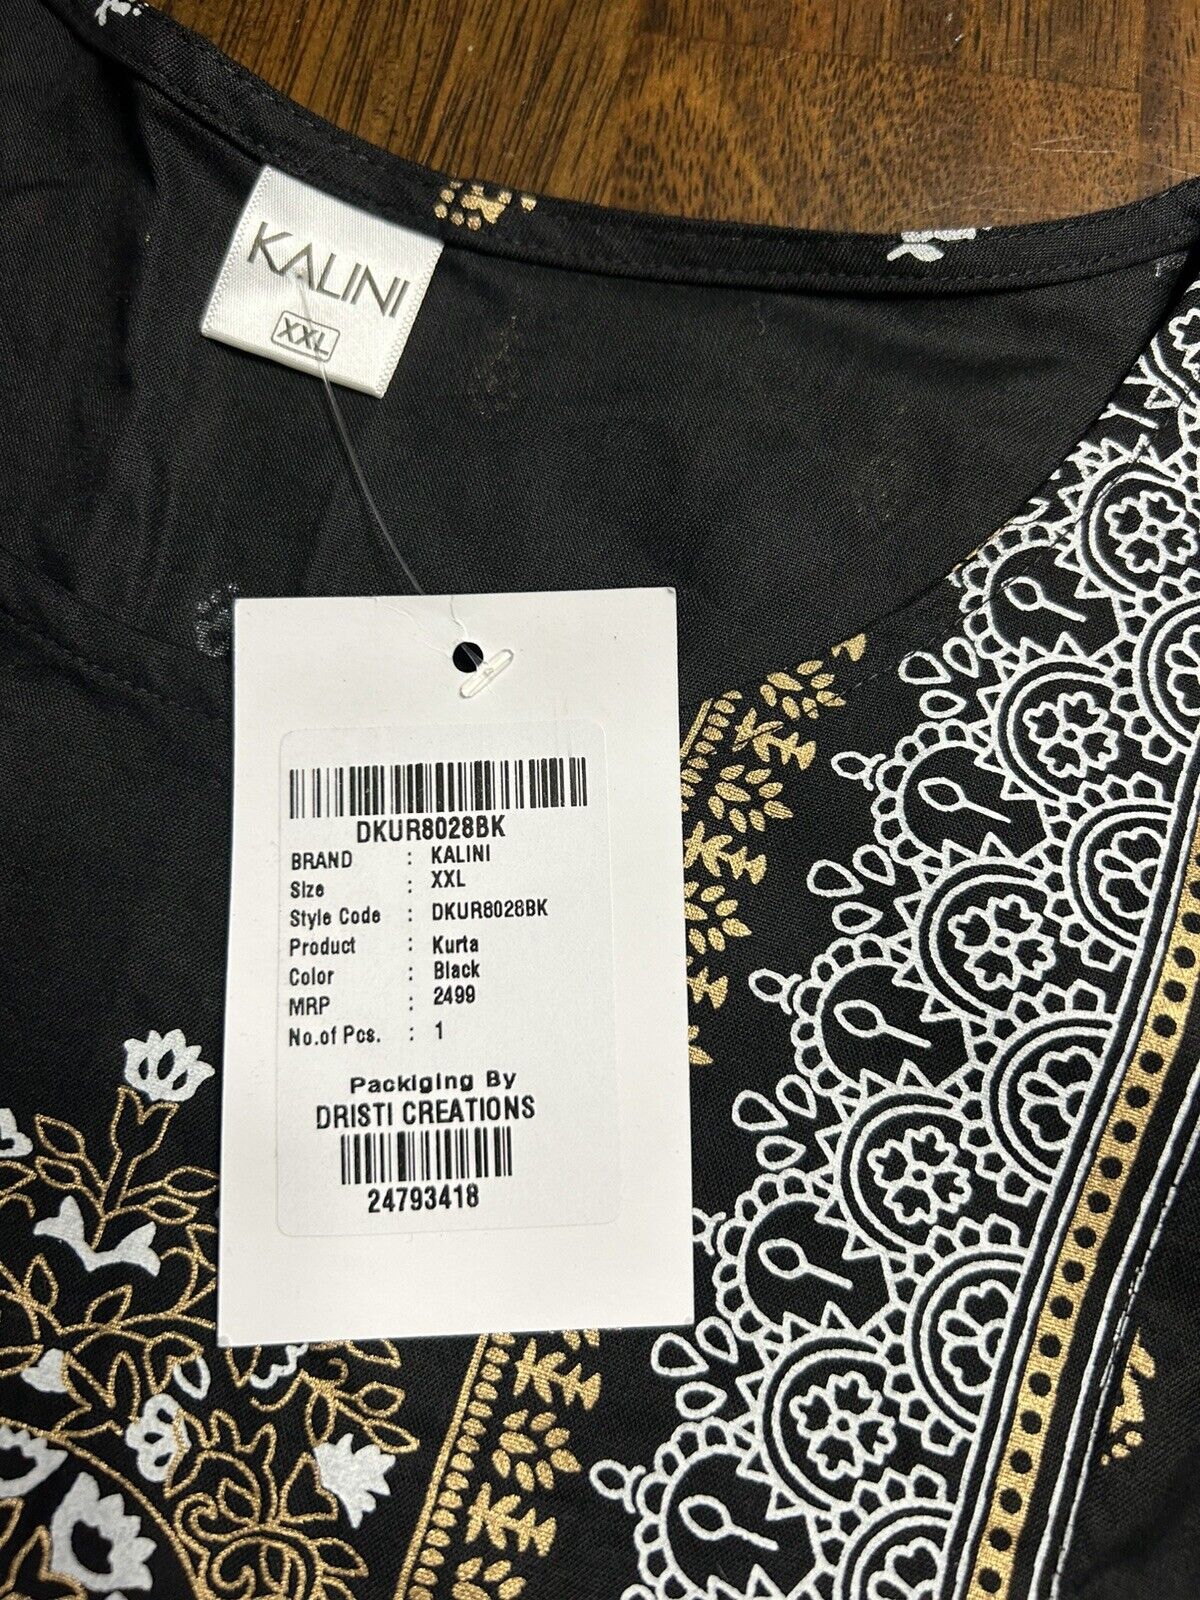 KALINI
XXL
DKUR8028BK
BRAND : KALINI
Size : XXL
Style Code : DKUR8028BK
Product : Kurta
Color : Black
MRP : 2499
No.of Pcs. : 1
Packiging By
DRISTI CREATIONS
24793418